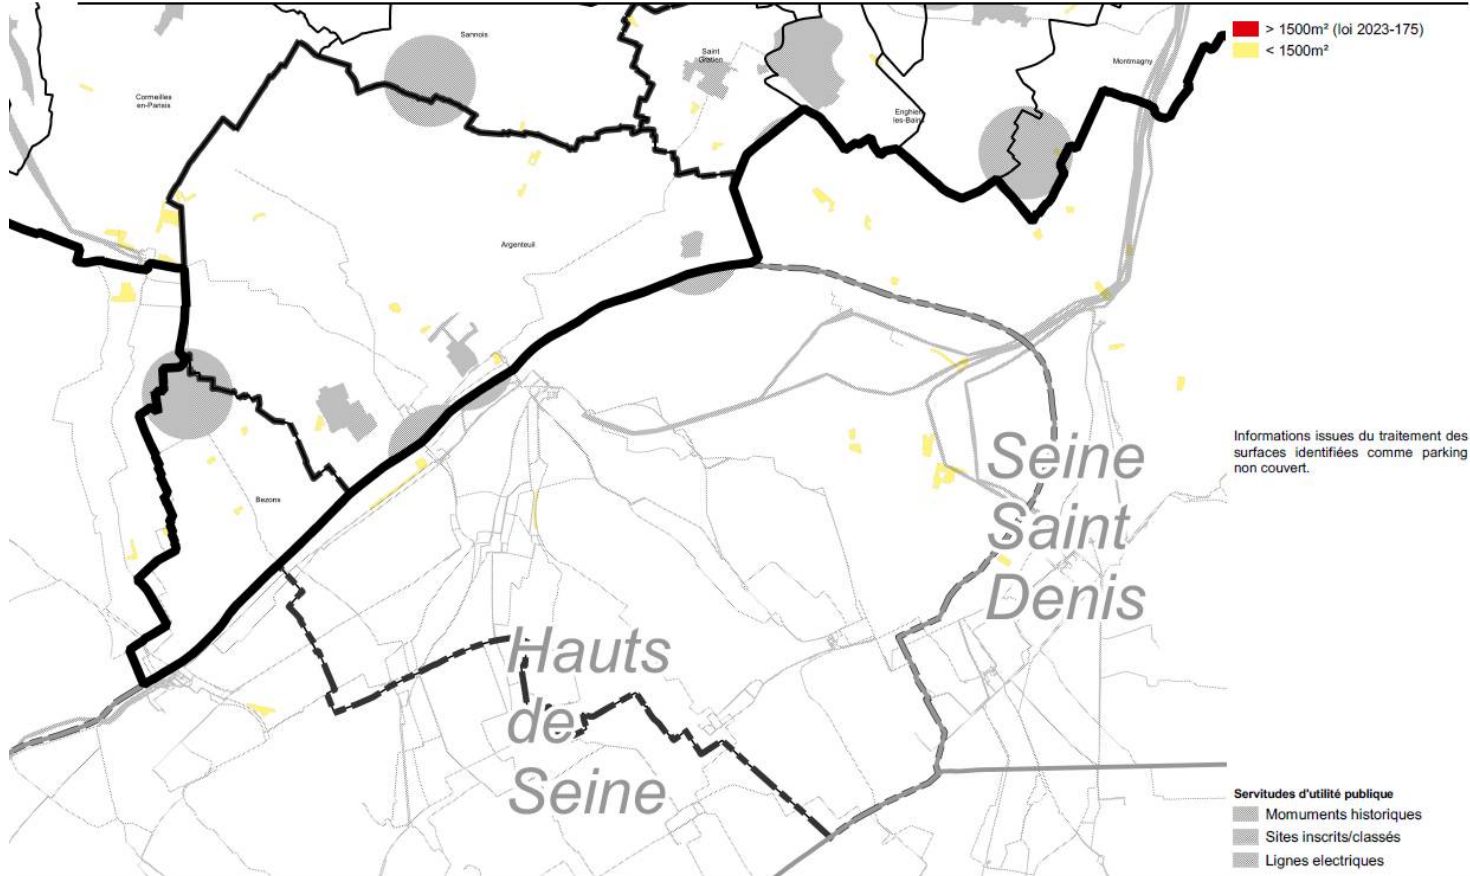 Sannois
Saint
Gratien
Montmagny
Cormeilles
en-Parisis
Enghien
les-Bains
Argenteuil
Bezons
Seine
Saint
Denis
Hauts
de
Seine
> 1500m² (loi 2023-175)
< 1500m²
Informations issues du traitement des
surfaces identifiées comme parking
non couvert.
Servitudes d'utilité publique
Momuments historiques
Sites inscrits/classés
Lignes electriques